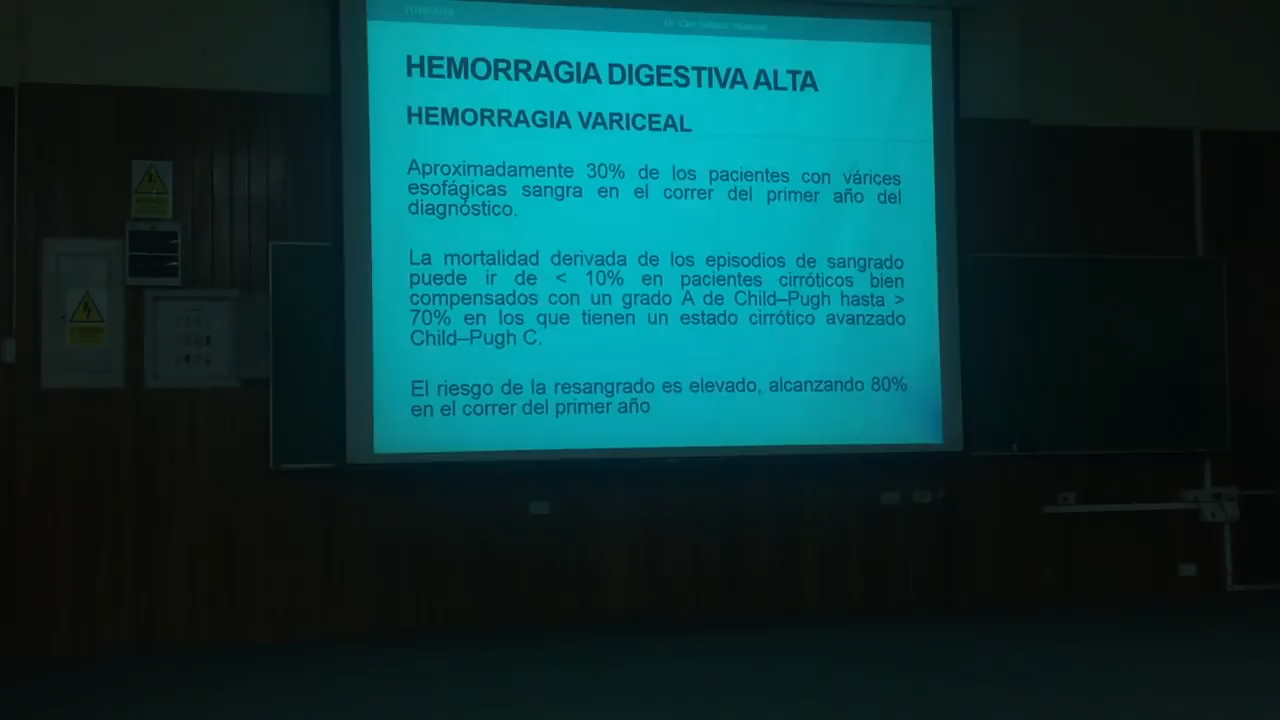 HEMORRAGIA DIGESTIVA ALTA
HEMORRAGIA VARICEAL
Aproximadamente 30% de los pacientes con várices
esofágicas sangra en el correr del primer año del
diagnóstico.
La mortalidad derivada de los episodios de sangrado
puede ir de < 10% en pacientes cirróticos bien
compensados con un grado A de Child–Pugh hasta >
70% en los que tienen un estado cirrótico avanzado
Child–Pugh C.
El riesgo de la resangrado es elevado, alcanzando 80%
en el correr del primer año